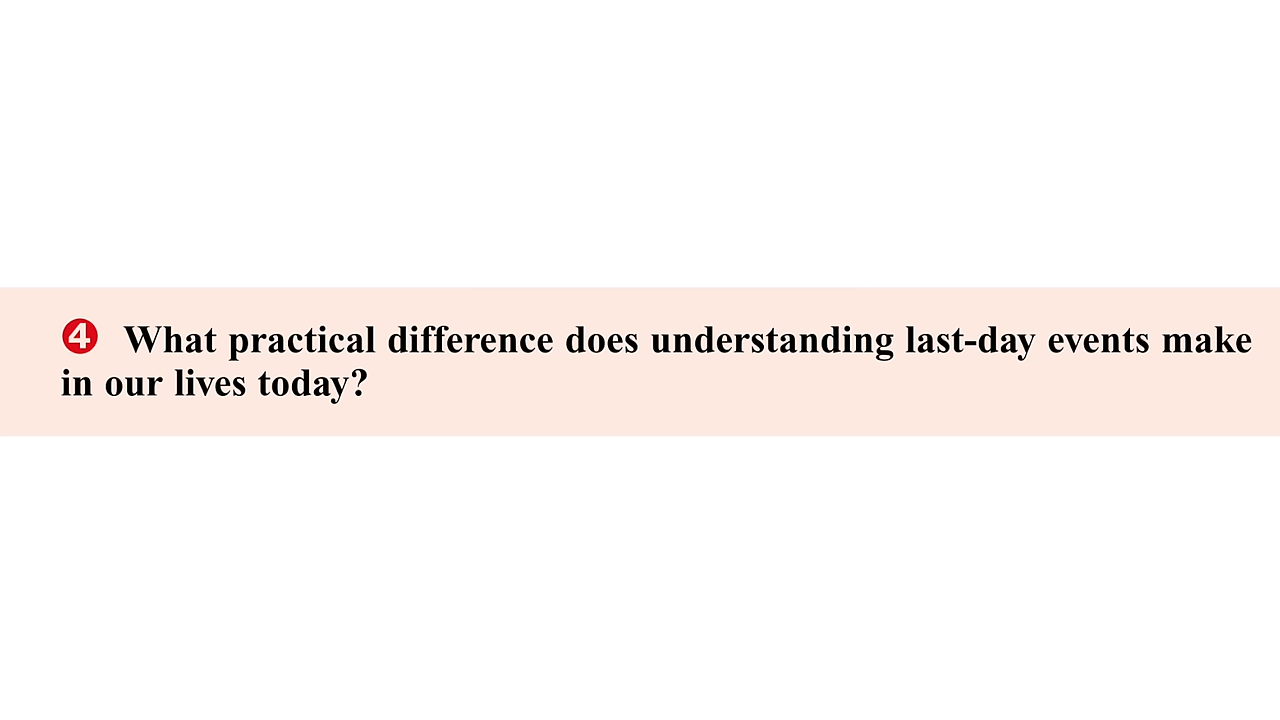 ❹ What practical difference does understanding last-day events make
in our lives today?